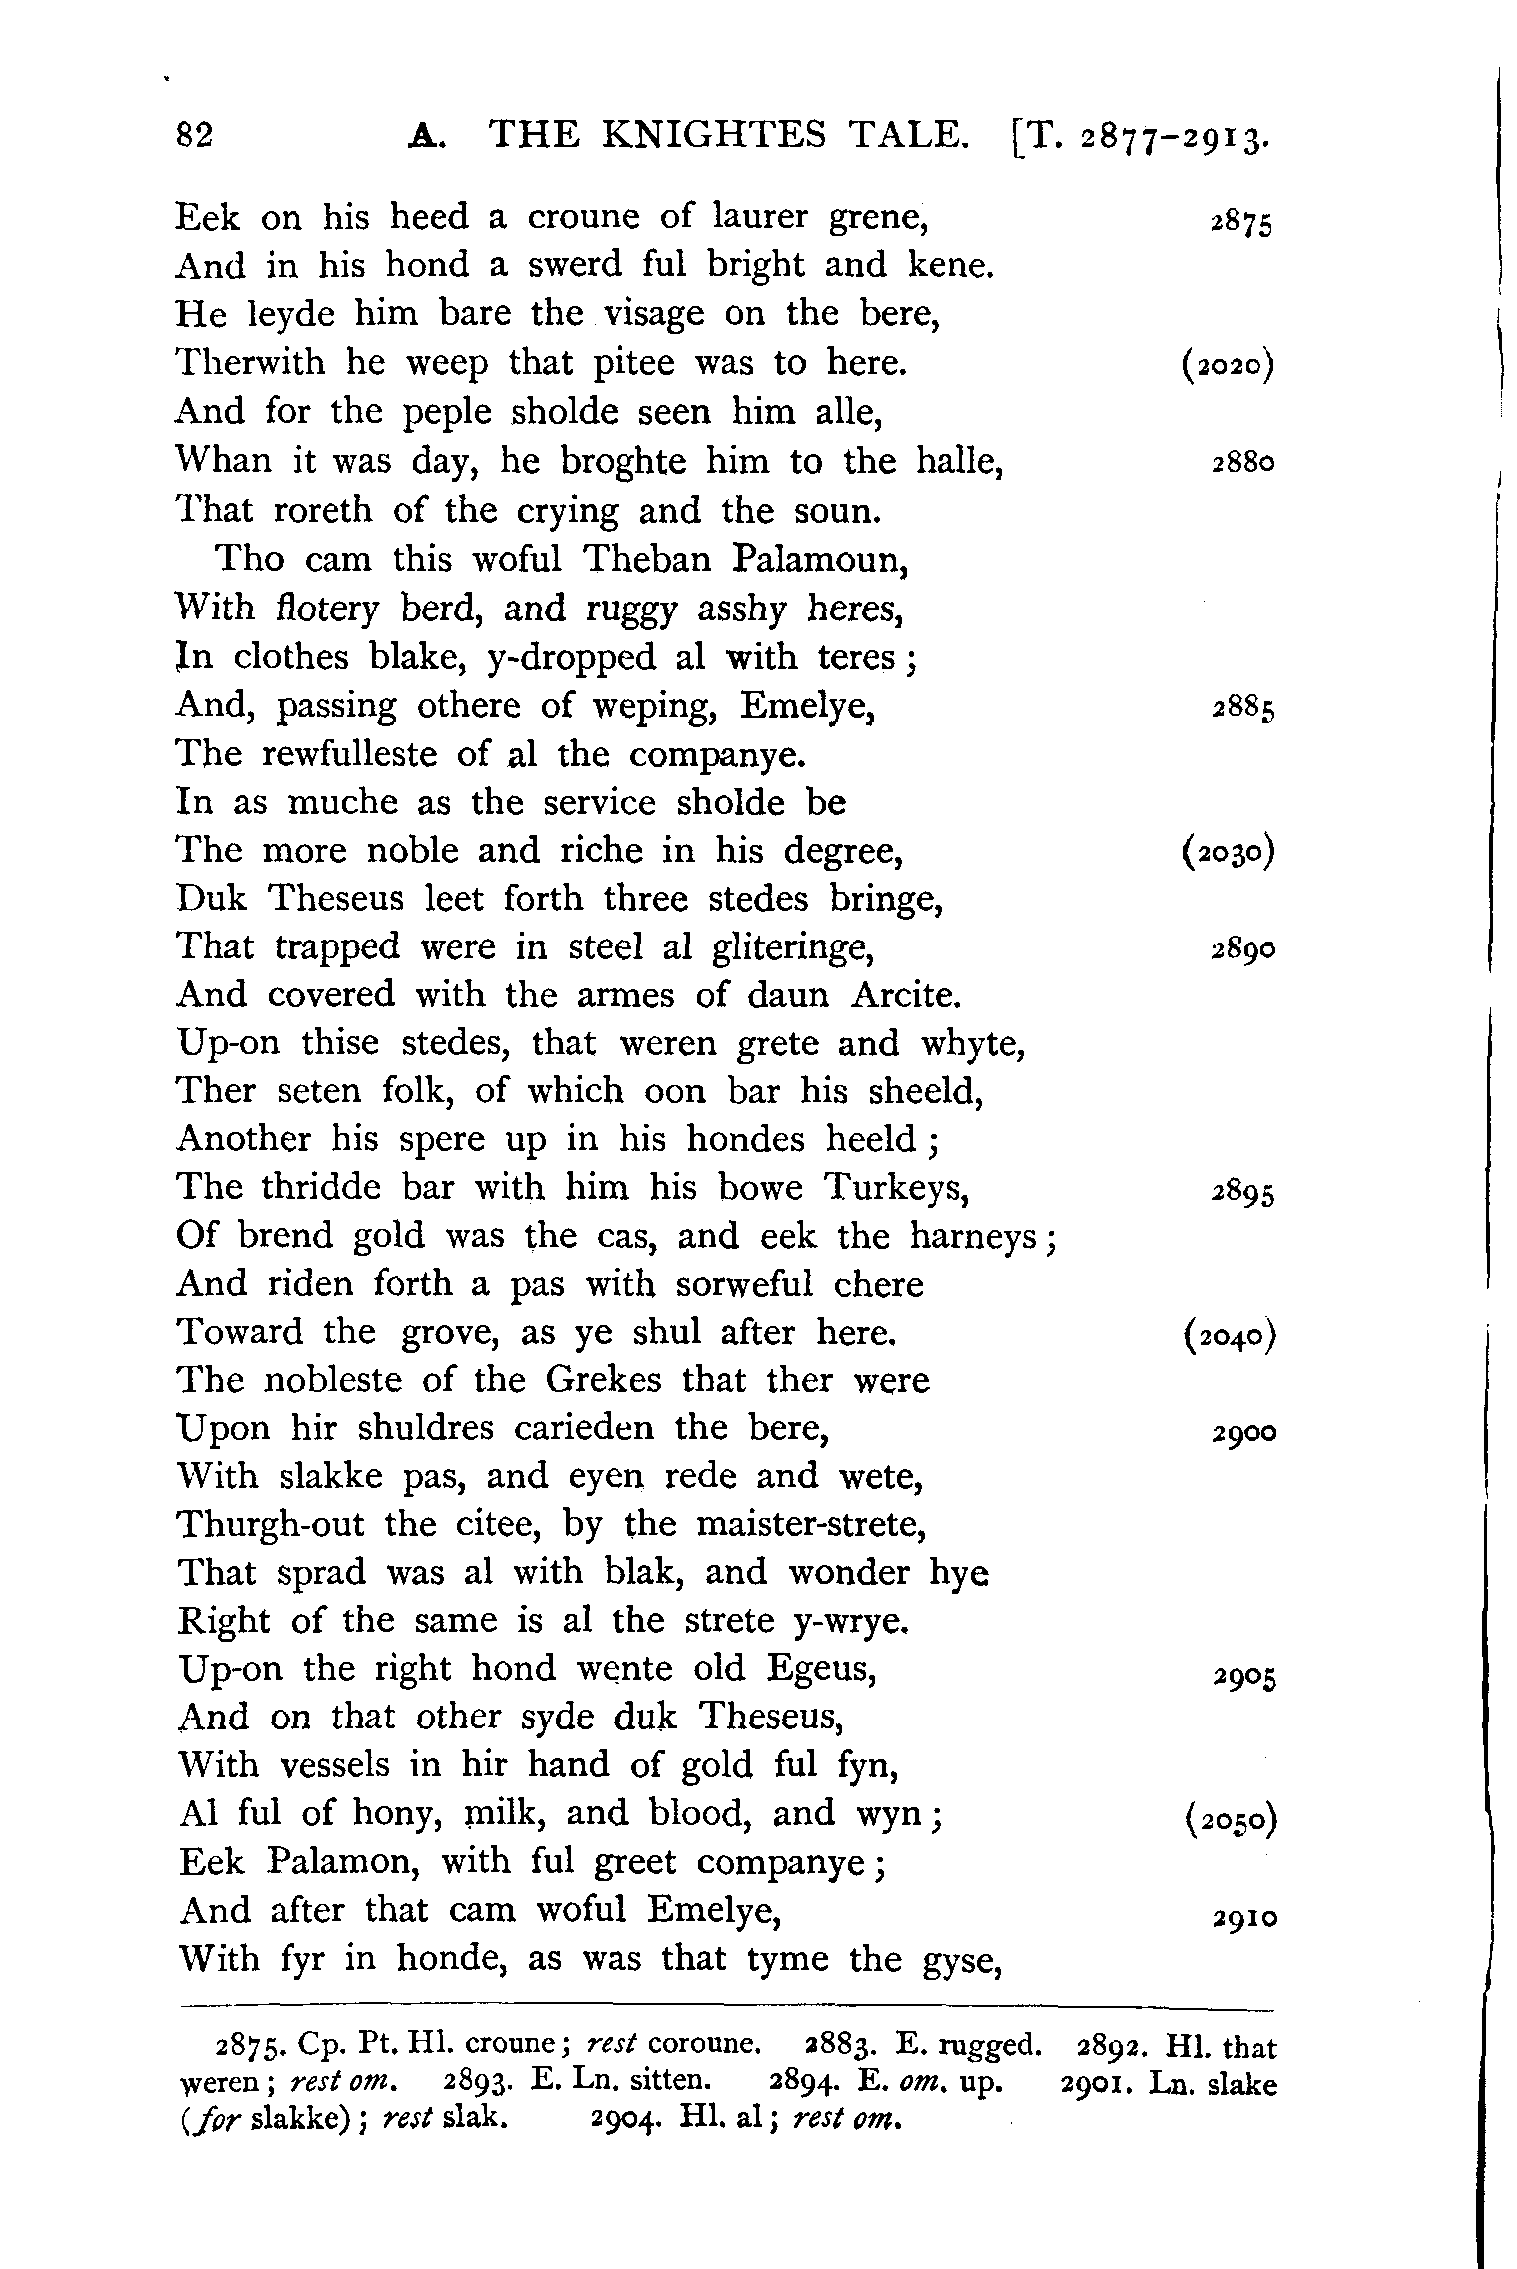 82 A. THE KNIGHTES TALE. [T. 2877-2913.
Eek on his heed a croune of laurer grene, 2875
And in his hond a swerd ful bright and kene.
He leyde him bare the visage on the bere,
Therwith he weep that pitee was to here. (2020)
And for the peple sholde seen him alle,
Whan it was day, he broghte him to the halle, 2880
That roreth of the crying and the soun.
Tho cam this woful Theban Palamoun,
With flotery berd, and ruggy asshy heres,
In clothes blake, y-dropped al with teres ;
And, passing othere of weping, Emelye, 2885
The rewfulleste of al the companye.
In as muche as the service sholde be
The more noble and riche in his degree, (2030)
Duk Theseus leet forth three stedes bringe,
That trapped were in steel al gliteringe, 2890
And covered with the armes of daun Arcite.
Up-on thise stedes, that weren grete and whyte,
Ther seten folk, of which oon bar his sheeld,
Another his spere up in his hondes heeld ;
The thridde bar with him his bowe Turkeys, 2895
Of brend gold was the cas, and eek the harneys ;
And riden forth a pas with sorweful chere
Toward the grove, as ye shul after here. (2040)
The nobleste of the Grekes that ther were
Upon hir shuldres carieden the bere, 2900
With slakke pas, and eyen rede and wete,
Thurgh-out the citee, by the maister-strete,
That sprad was al with blak, and wonder hye
Right of the same is al the strete y-wrye.
Up-on the right hond wente old Egeus, 2905
And on that other syde duk Theseus,
With vessels in hir hand of gold ful fyn,
Al ful of hony, milk, and blood, and wyn ; (2050)
Eek Palamon, with ful greet companye ;
And after that cam woful Emelye, 2910
With fyr in honde, as was that tyme the gyse,
2875. Cp. Pt. Hl. croune ; rest coroune. 2883. E. rugged. 2892. Hl. that
weren ; rest om. 2893. E. Ln. sitten. 2894. E. om. up. 2901. Ln. slake
(for slakke) ; rest slak. 2904. Hl. al ; rest om.